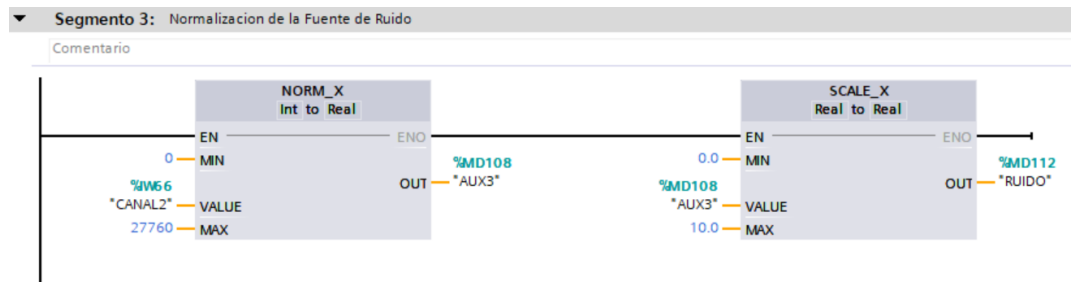 Segmento 3: Normalizacion de la Fuente de Ruido
Comentario
NORM_X
Int to Real
EN
ENO
0
MIN
%IW66
"CANAL2"
VALUE
27760
MAX
OUT
%MD108
"AUX3"
SCALE_X
Real to Real
EN
ENO
0.0
MIN
%MD108
"AUX3"
VALUE
10.0
MAX
OUT
%MD112
"RUIDO"